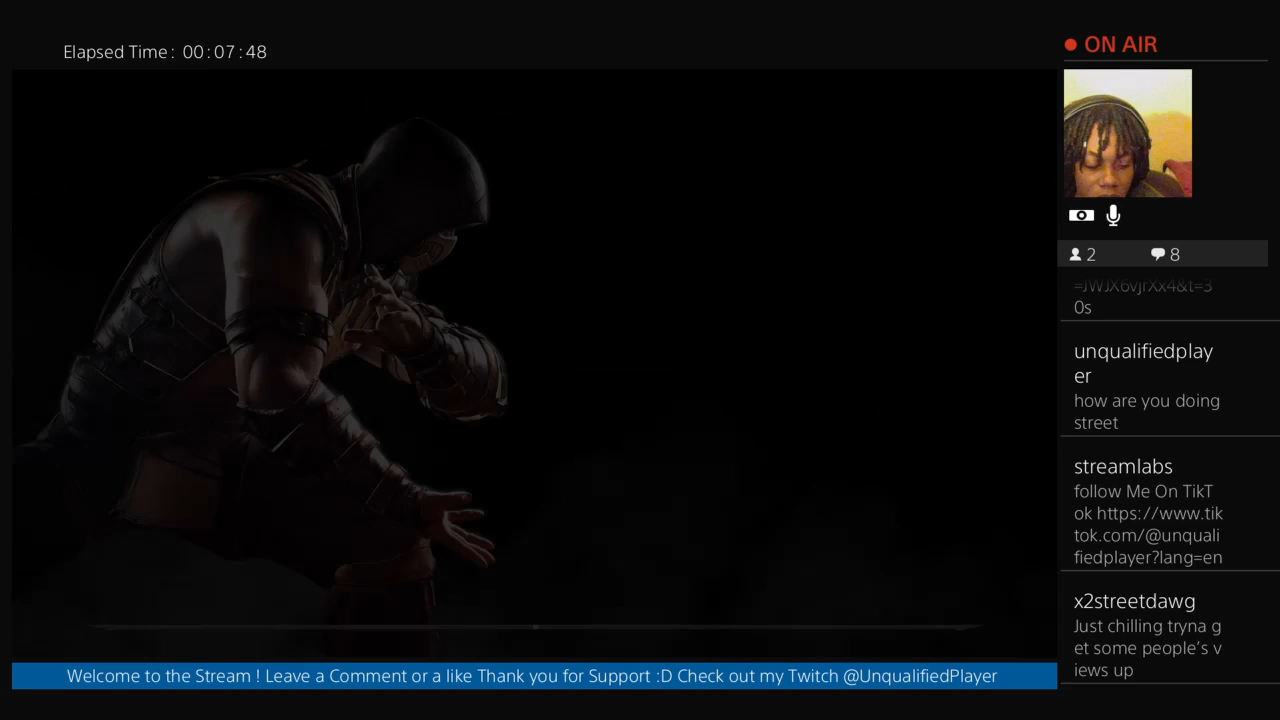 Elapsed Time: 00:07:48
ON AIR
2
8
0s
unqualifiedplay
er
how are you doing
street
streamlabs
follow Me On TikT
ok https://www.tik
tok.com/@unquali
fiedplayer?lang=en
x2streetdawg
Just chilling tryna g
et some people's v
iews up
Welcome to the Stream ! Leave a Comment or a like Thank you for Support :D Check out my Twitch @UnqualifiedPlayer